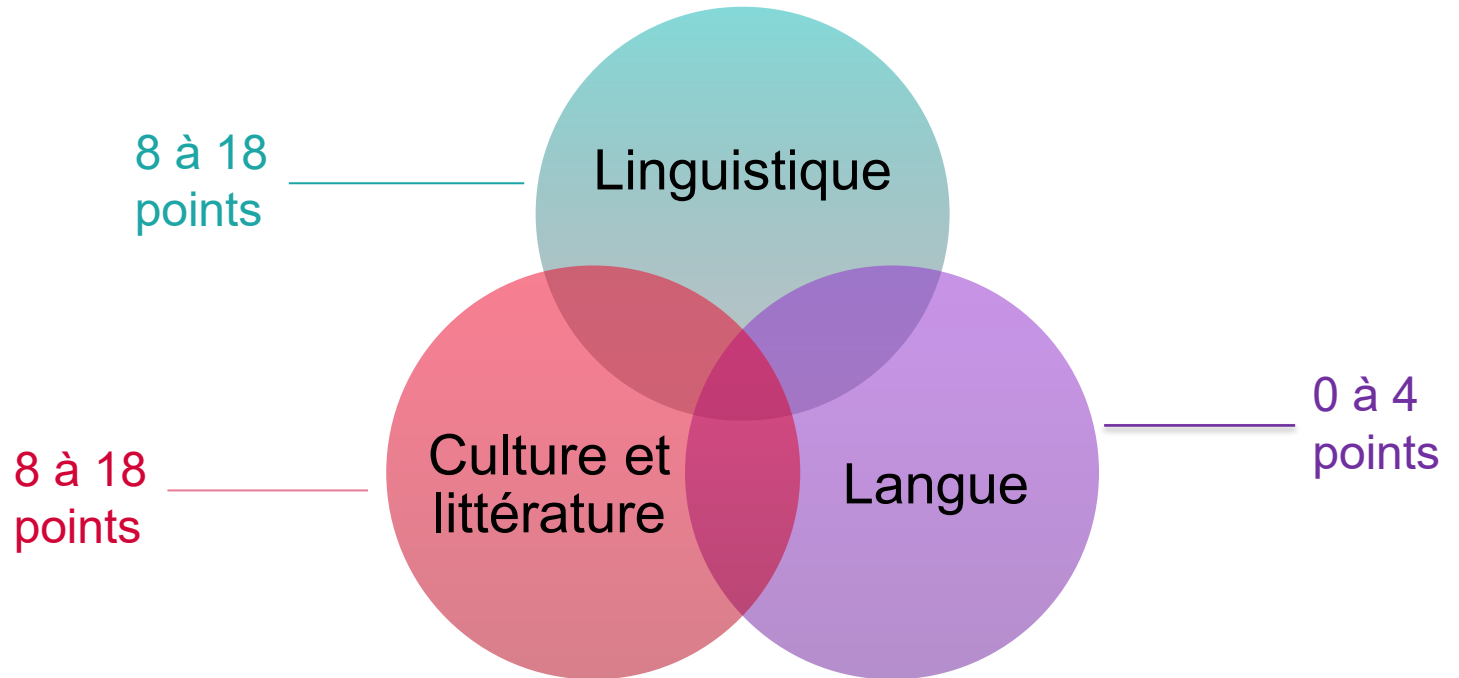 8 à 18
points
Linguistique
Culture et
littérature
8 à 18
points
Langue
0 à 4
points